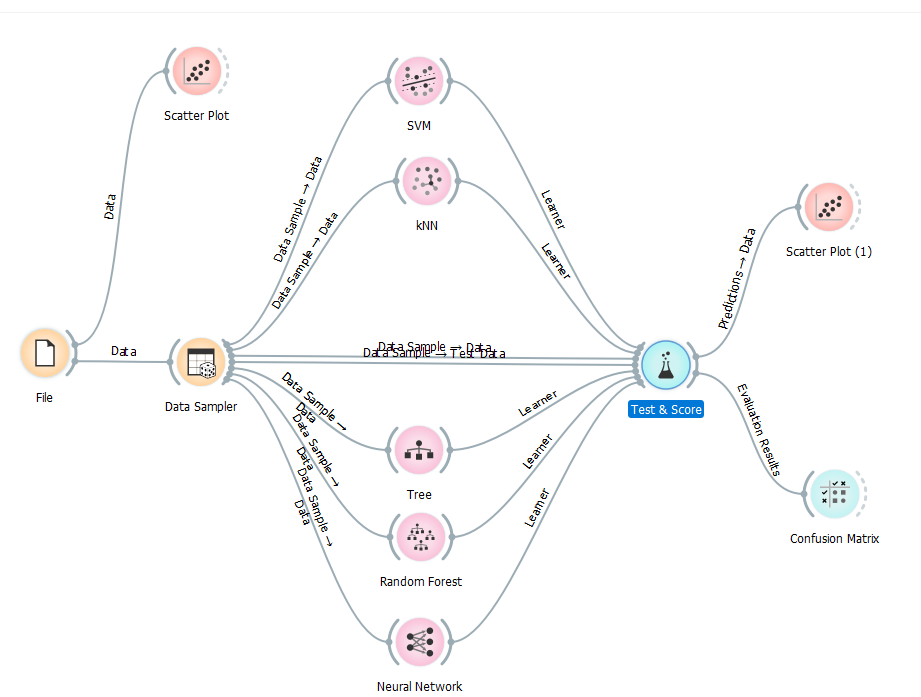 Scatter Plot
SVM
Data
Data Sample → Data
Learner
kNN
Data Sample → Data
Learner
Scatter Plot (1)
Predictions → Data
File
Data
Data Sampler
Data Sample → Data
Data Sample → Test Data
Test & Score
Data Sample →
Data
Learner
Tree
Data Sample →
Data
Learner
Random Forest
Data Sample →
Data
Learner
Neural Network
Evaluation Results
Confusion Matrix